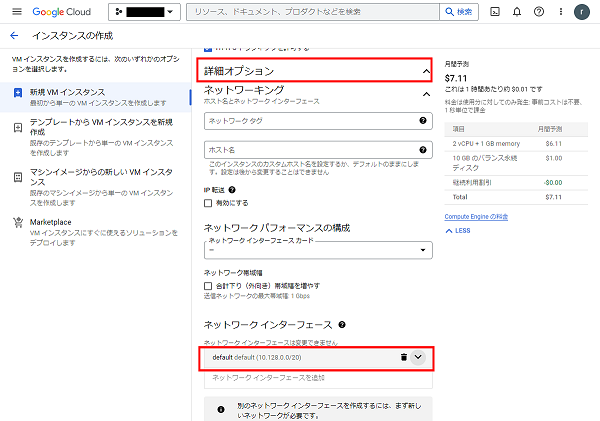 Google Cloud
リソース、ドキュメント、プロダクトなどを検索
検索
r
インスタンスの作成
VM インスタンスを作成するには、次のいずれかのオプションを選択します。
新規 VM インスタンス
最初から単一の VM インスタンスを作成します
テンプレートから VM インスタンスを新規
作成
既存のテンプレートから単一の VM インスタンスを作成します
マシンイメージからの新しい VM インスタ
ンス
既存のマシンイメージから単一の VM インスタンスを作成します
Marketplace
VM インスタンスにすぐに使えるソリューションを
デプロイします
詳細オプション
ネットワーキング
ホスト名とネットワーク インターフェース
ネットワーク タグ
ホスト名
このインスタンスのカスタムホスト名を設定するか、デフォルトのままにしま
す。設定は後から変更することはできません
IP 転送
有効にする
ネットワーク パフォーマンスの構成
ネットワーク インターフェース カード
–
ネットワーク帯域幅
合計下り（外向き）帯域幅を増やす
送信ネットワークの最大帯域幅: 1 Gbps
ネットワーク インターフェース
ネットワーク インターフェースは変更できません
default default (10.128.0.0/20)
ネットワーク インターフェースを追加
別のネットワーク インターフェースを作成するには、まず新し
いネットワークが必要です。
月間予測
$7.11
これは 1 時間あたり約 $0.01 です
料金は使用分に対してのみ発生: 事前コストは不要、
1 秒単位で課金
項目 月間予測
2 vCPU + 1 GB memory $6.11
10 GB のバランス永続 $1.00
ディスク
継続利用割引 -$0.00
Total $7.11
Compute Engine の料金
LESS